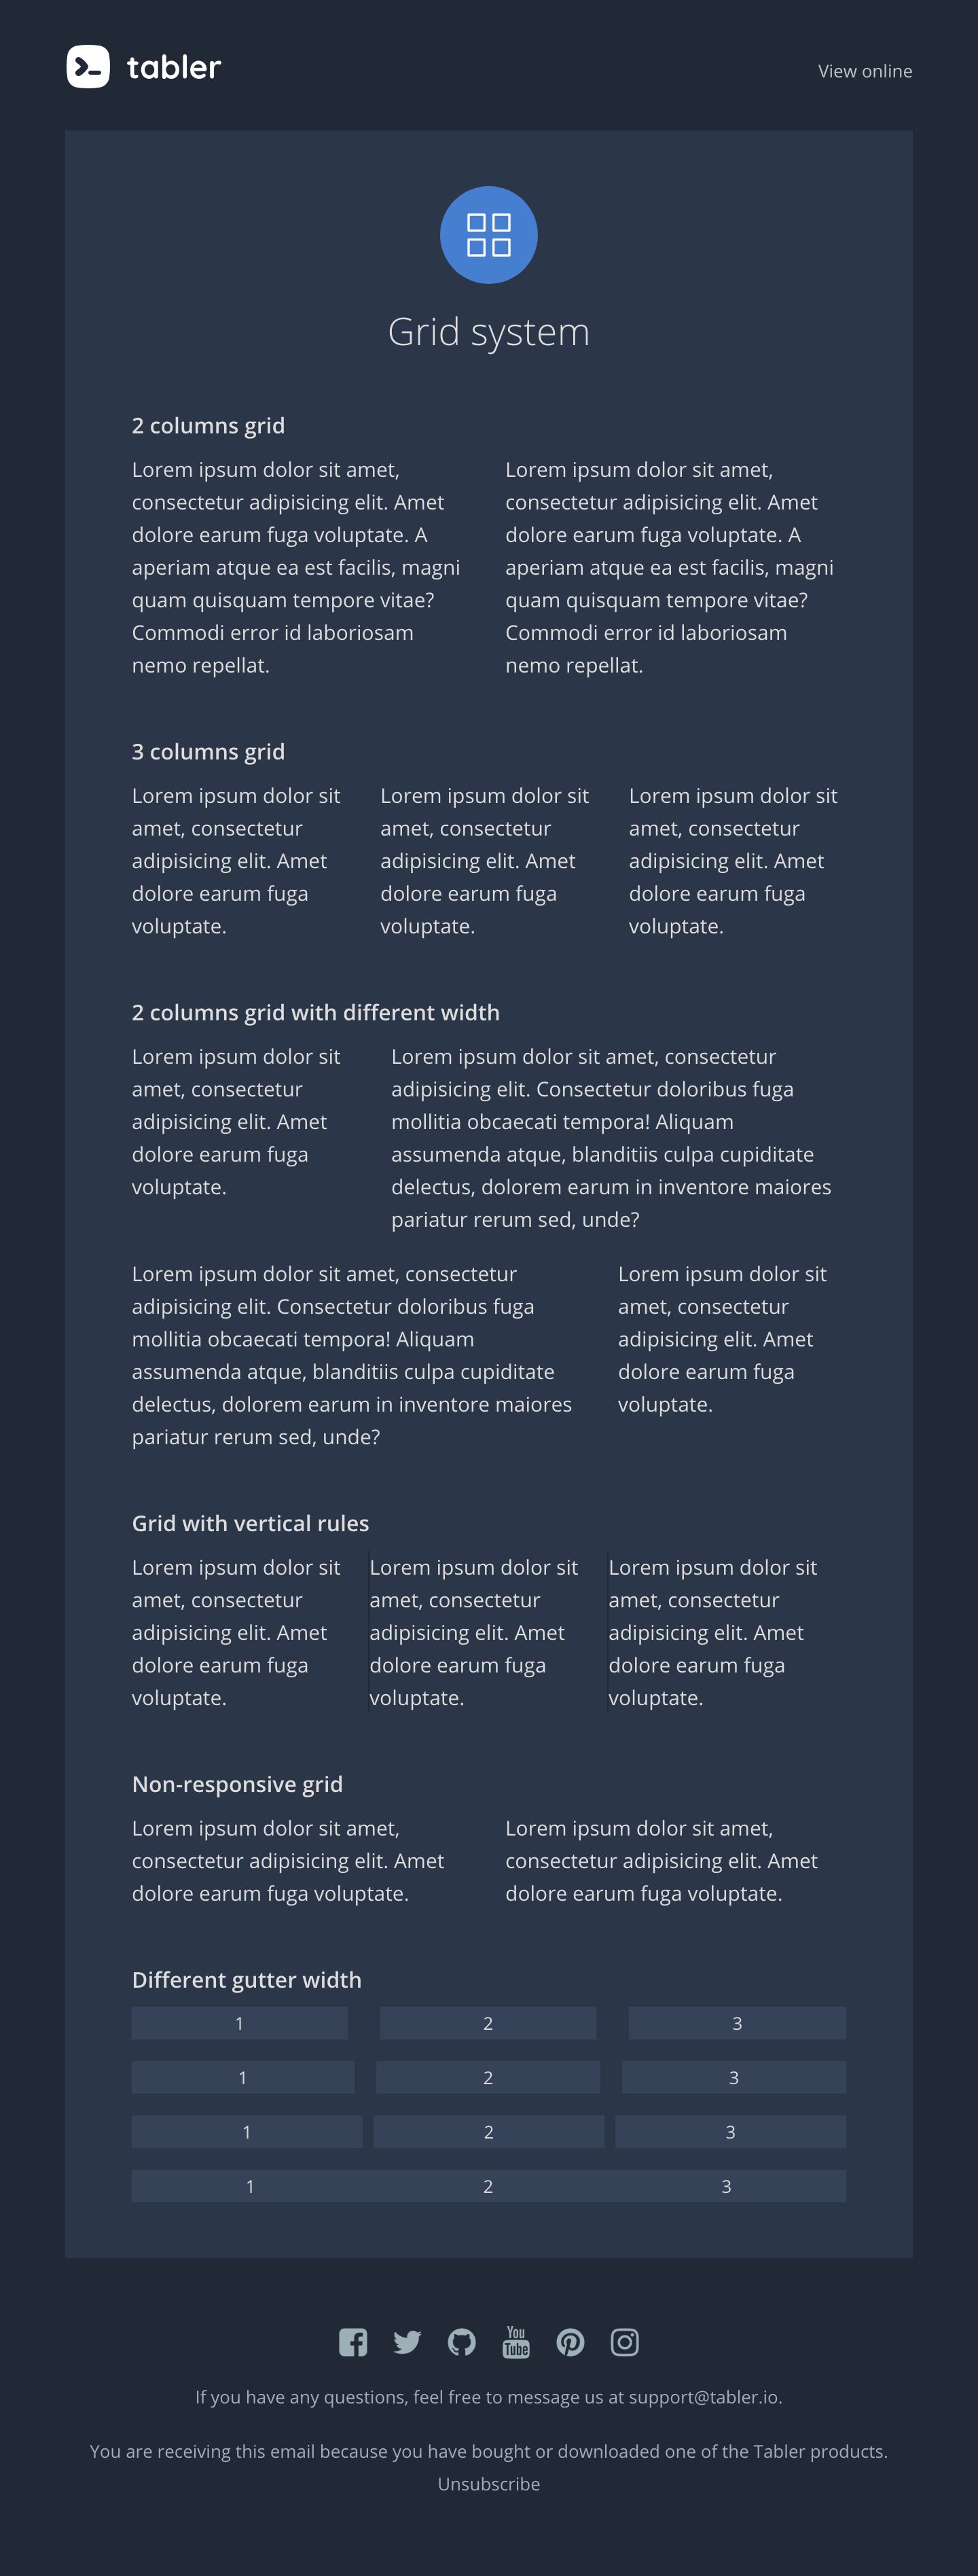 tabler
View online
Grid system
2 columns grid
Lorem ipsum dolor sit amet,
consectetur adipisicing elit. Amet
dolore earum fuga voluptate. A
aperiam atque ea est facilis, magni
quam quisquam tempore vitae?
Commodi error id laboriosam
nemo repellat.
Lorem ipsum dolor sit amet,
consectetur adipisicing elit. Amet
dolore earum fuga voluptate. A
aperiam atque ea est facilis, magni
quam quisquam tempore vitae?
Commodi error id laboriosam
nemo repellat.
3 columns grid
Lorem ipsum dolor sit
amet, consectetur
adipisicing elit. Amet
dolore earum fuga
voluptate.
Lorem ipsum dolor sit
amet, consectetur
adipisicing elit. Amet
dolore earum fuga
voluptate.
Lorem ipsum dolor sit
amet, consectetur
adipisicing elit. Amet
dolore earum fuga
voluptate.
2 columns grid with different width
Lorem ipsum dolor sit
amet, consectetur
adipisicing elit. Amet
dolore earum fuga
voluptate.
Lorem ipsum dolor sit amet, consectetur
adipisicing elit. Consectetur doloribus fuga
mollitia obcaecati tempora! Aliquam
assumenda atque, blanditiis culpa cupiditate
delectus, dolorem earum in inventore maiores
pariatur rerum sed, unde?
Lorem ipsum dolor sit amet, consectetur
adipisicing elit. Consectetur doloribus fuga
mollitia obcaecati tempora! Aliquam
assumenda atque, blanditiis culpa cupiditate
delectus, dolorem earum in inventore maiores
pariatur rerum sed, unde?
Lorem ipsum dolor sit
amet, consectetur
adipisicing elit. Amet
dolore earum fuga
voluptate.
Grid with vertical rules
Lorem ipsum dolor sit
amet, consectetur
adipisicing elit. Amet
dolore earum fuga
voluptate.
Lorem ipsum dolor sit
amet, consectetur
adipisicing elit. Amet
dolore earum fuga
voluptate.
Lorem ipsum dolor sit
amet, consectetur
adipisicing elit. Amet
dolore earum fuga
voluptate.
Non-responsive grid
Lorem ipsum dolor sit amet,
consectetur adipisicing elit. Amet
dolore earum fuga voluptate.
Lorem ipsum dolor sit amet,
consectetur adipisicing elit. Amet
dolore earum fuga voluptate.
Different gutter width
1 2 3
1 2 3
1 2 3
1 2 3
You
Tube
If you have any questions, feel free to message us at support@tabler.io.
You are receiving this email because you have bought or downloaded one of the Tabler products.
Unsubscribe